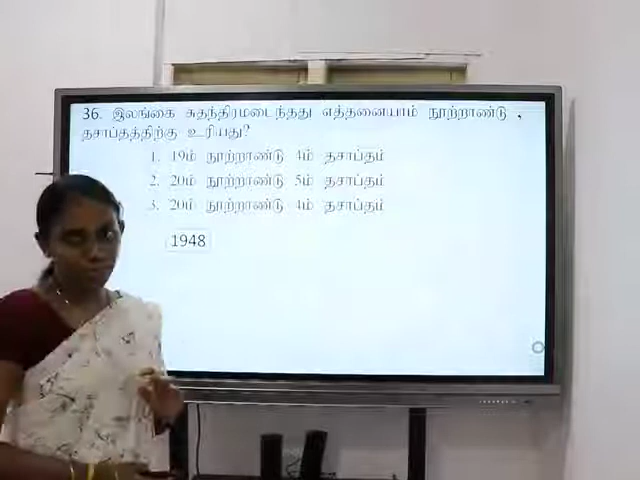 36. இலங்கை சுதந்திரமடைந்தது எத்தனையாம் நூற்றாண்டு ,
தசாப்தத்திற்கு உரியது?
1. 19ம் நூற்றாண்டு 4ம் தசாப்தம்
2. 20ம் நூற்றாண்டு 5ம் தசாப்தம்
3. 20ம் நூற்றாண்டு 4ம் தசாப்தம்
1948